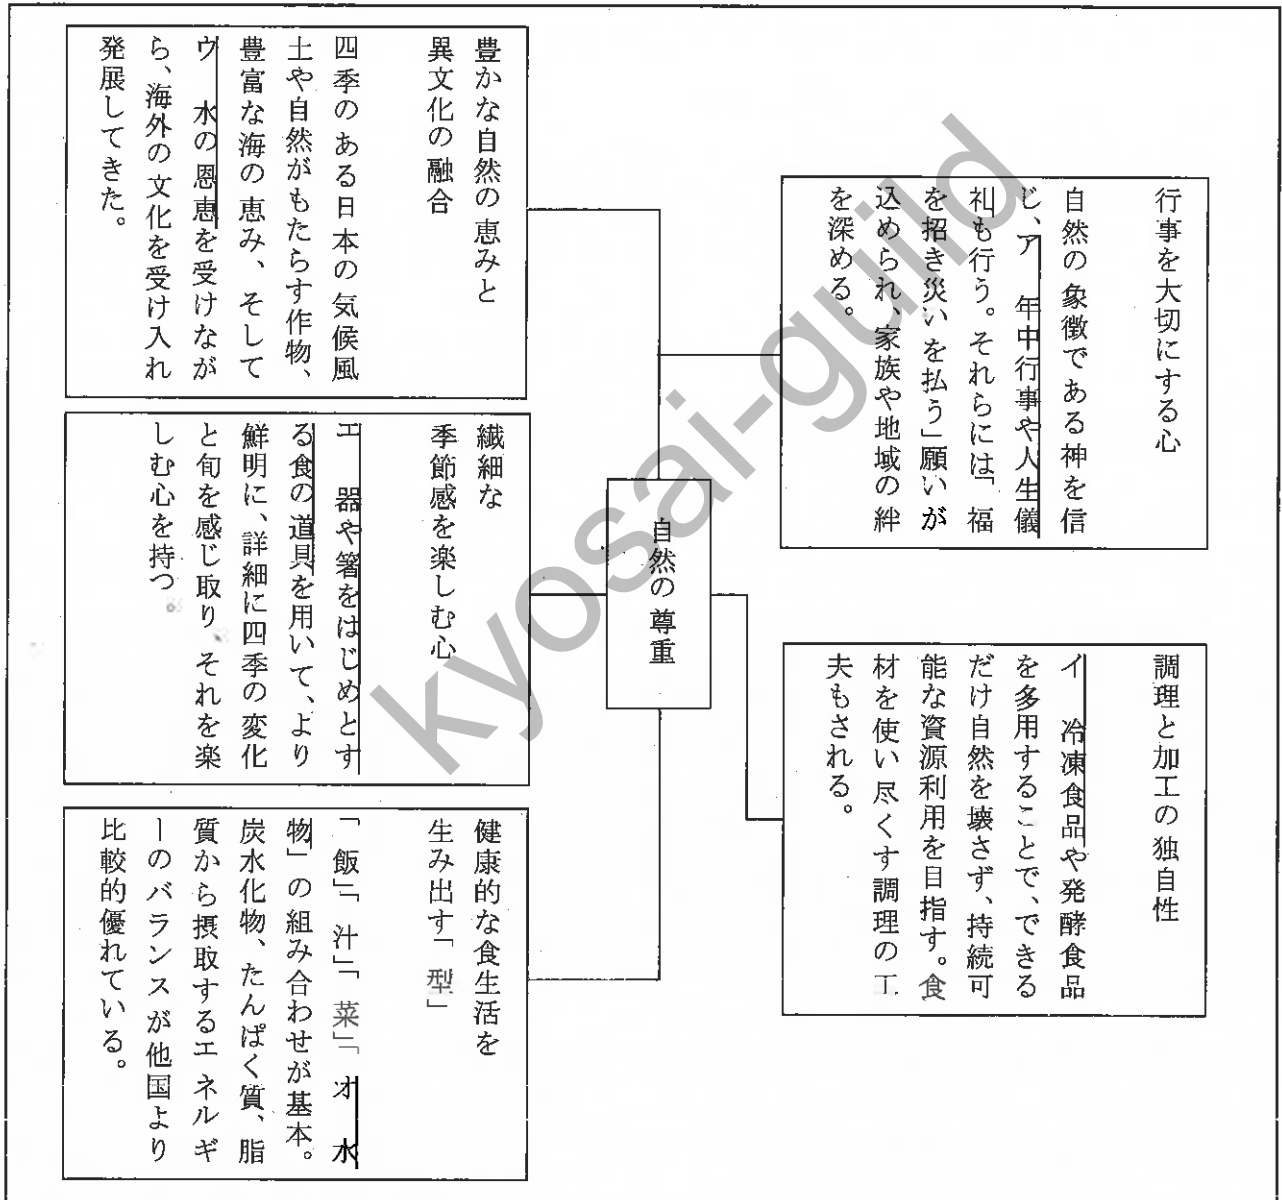 行事を大切にする心
自然の象徴である神を信
じ、ア　年中行事や人生儀
礼も行う。それらには「福
を招き災いを払う」願いが
込められ、家族や地域の絆
を深める。
調理と加工の独自性
イ　冷凍食品や発酵食品
を多用することで、できる
だけ自然を壊さず、持続可
能な資源利用を目指す。食
材を使い尽くす調理の工
夫もされる。
自然の尊重
豊かな自然の恵みと
異文化の融合
四季のある日本の気候風
土や自然がもたらす作物、
豊富な海の恵み、そして
ウ　水の恩恵を受けなが
ら、海外の文化を受け入れ
発展してきた。
繊細な
季節感を楽しむ心
エ　器や箸をはじめとす
る食の道具を用いて、より
鮮明に、詳細に四季の変化
と旬を感じ取り、それを楽
しむ心を持つ。
健康的な食生活を
生み出す「型」
「飯」「汁」「菜」「オ　水
物」の組み合わせが基本。
炭水化物、たんぱく質、脂
質から摂取するエネルギ
ーのバランスが他国より
比較的優れている。
kyosai-guild